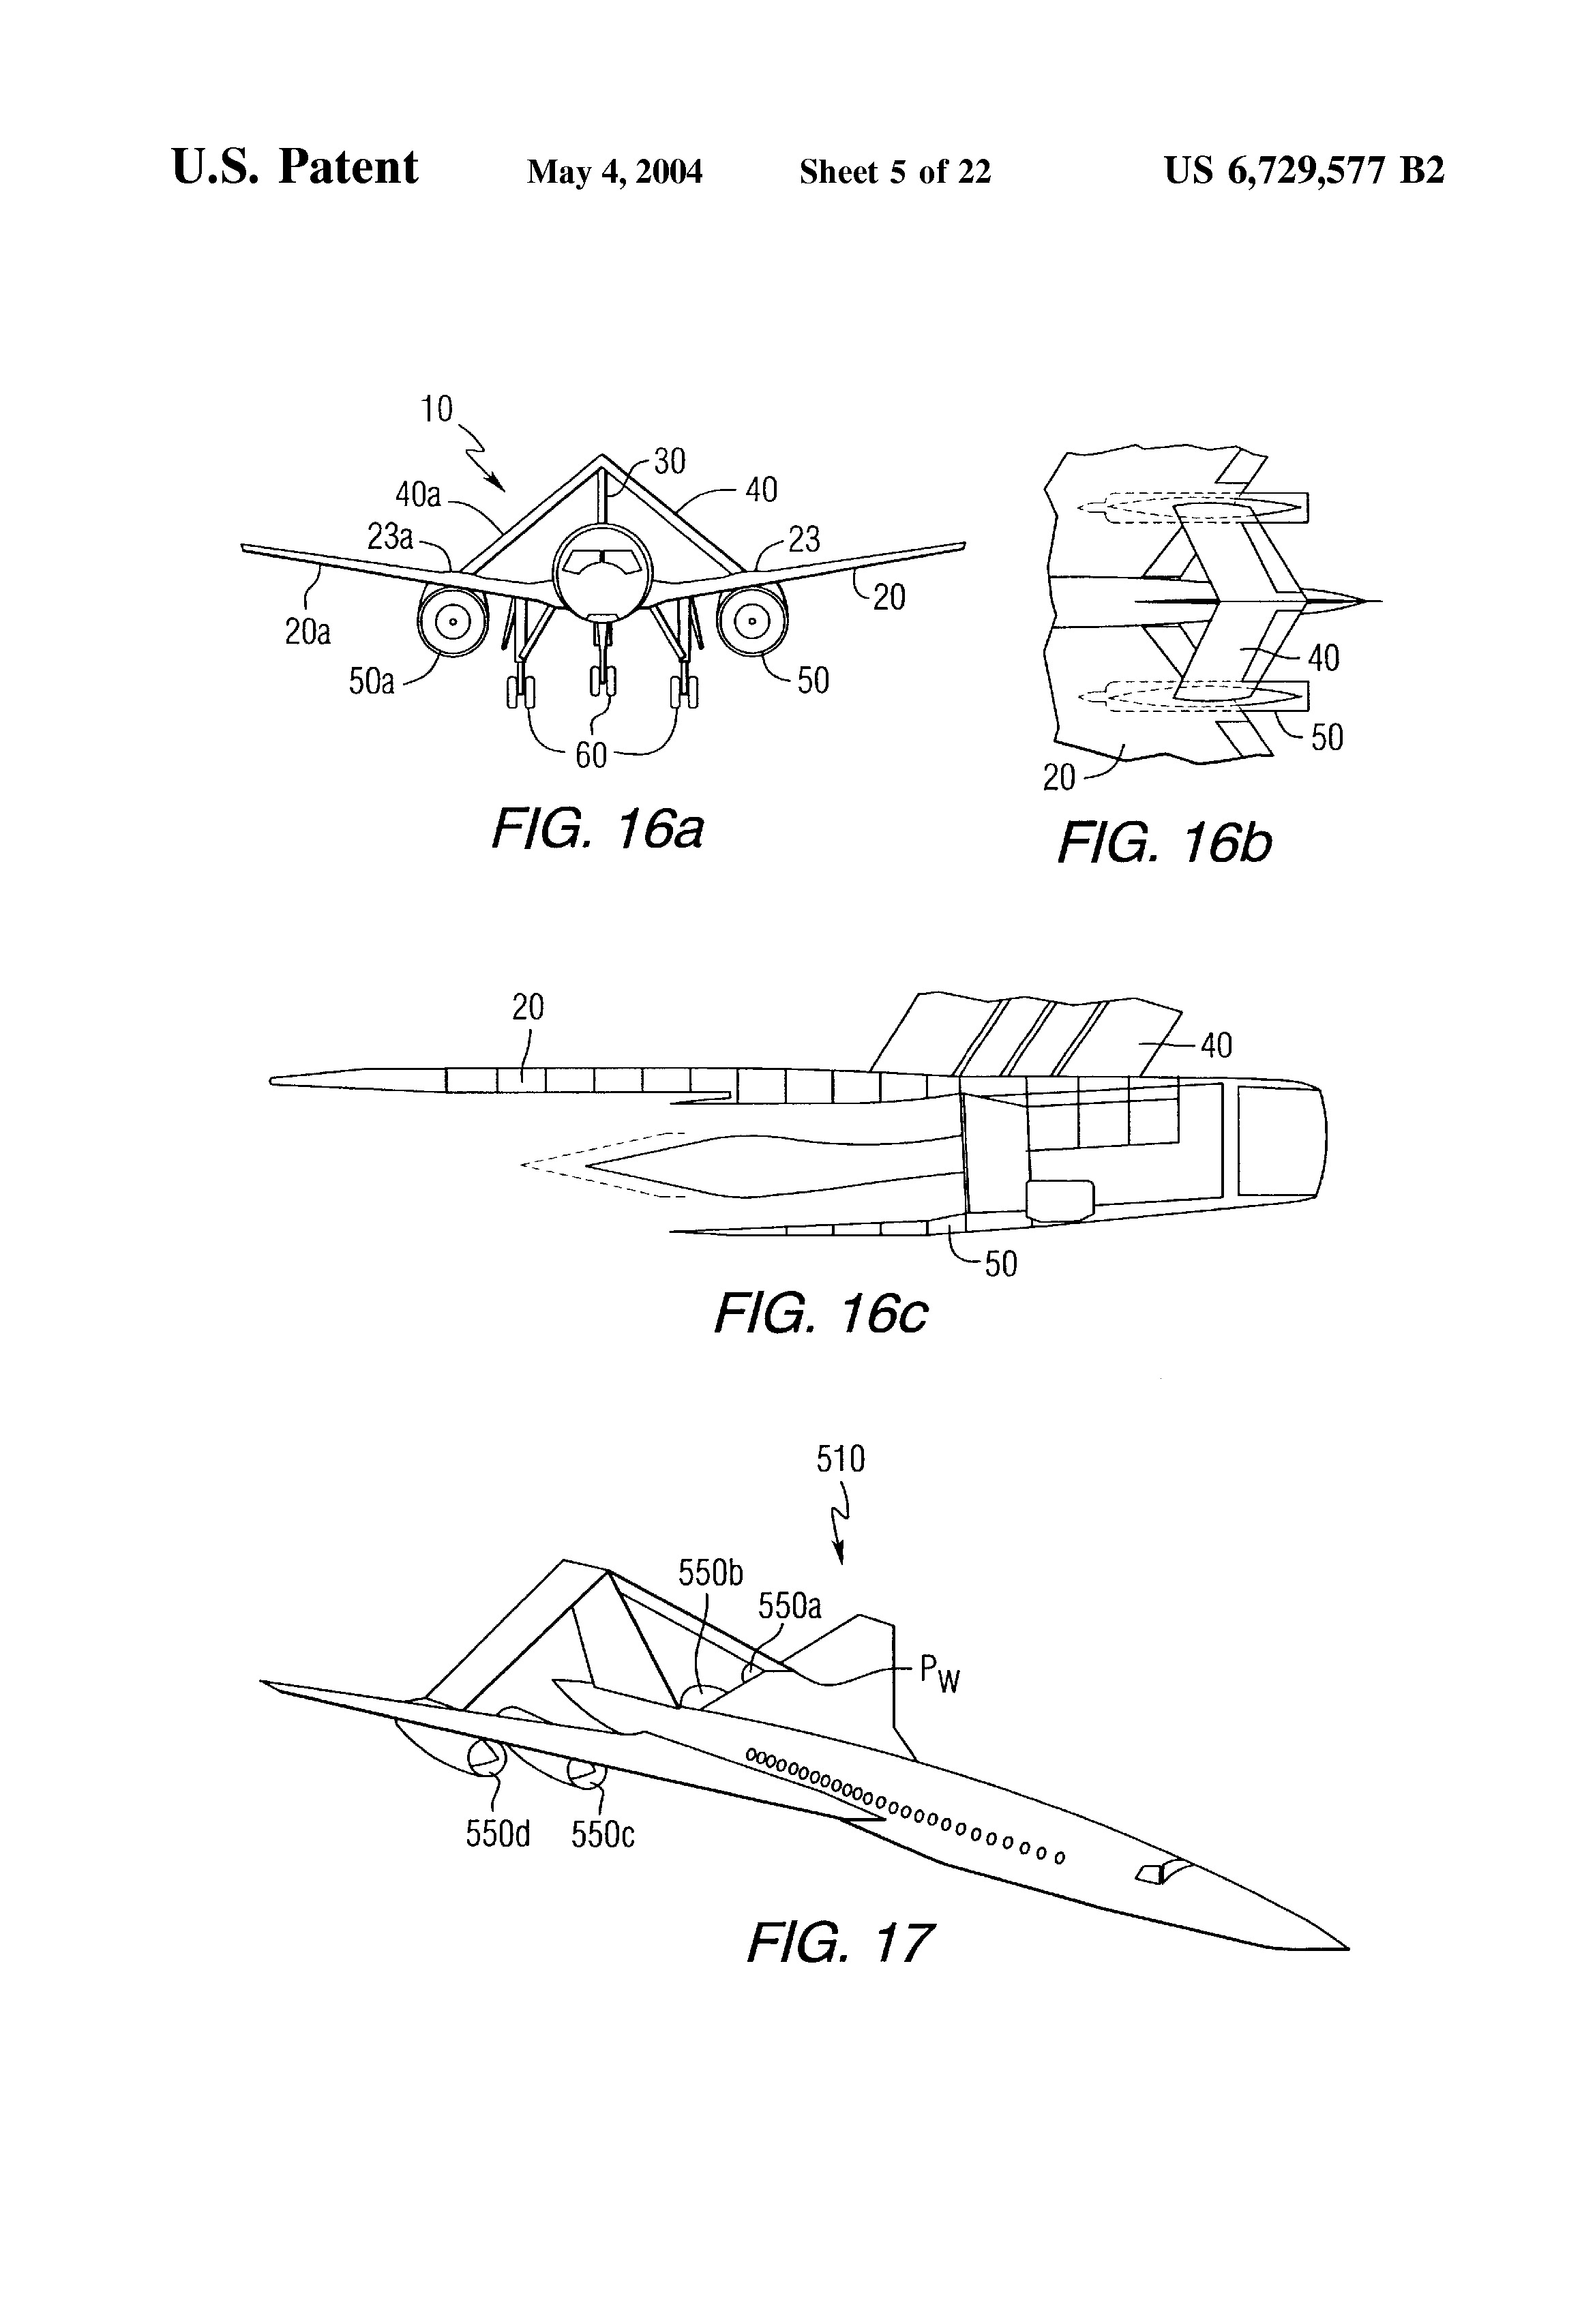 U.S. Patent May 4, 2004 Sheet 5 of 22 US 6,729,577 B2
10
30
40a
40
23a
23
20a
20
50a
50
60
40
50
20
FIG. 16a
FIG. 16b
20
40
50
FIG. 16c
510
550b
550a
PW
550d 550c
FIG. 17